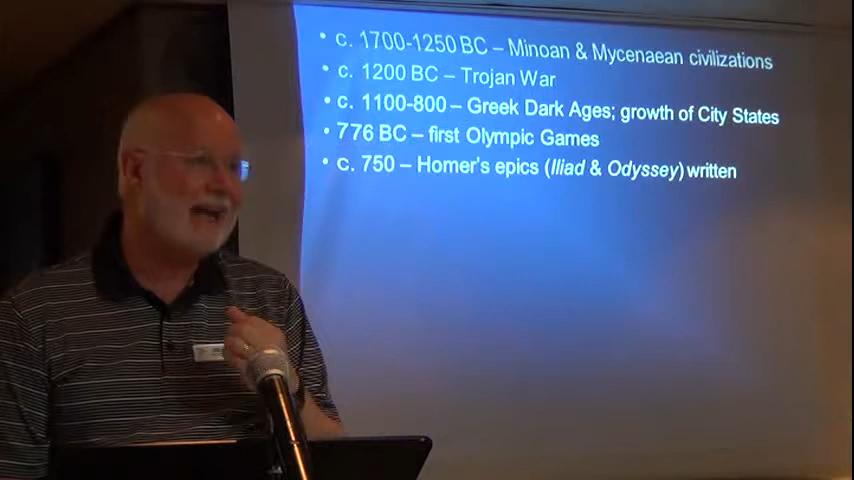 • c. 1700-1250 BC – Minoan & Mycenaean civilizations
• c. 1200 BC – Trojan War
• c. 1100-800 – Greek Dark Ages; growth of City States
• 776 BC – first Olympic Games
• c. 750 – Homer's epics (Iliad & Odyssey) written